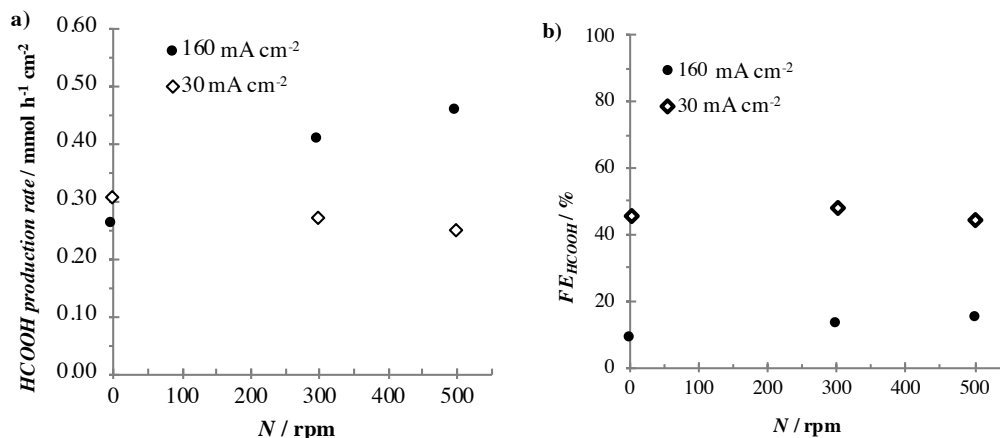 a)
0.60
0.50
0.40
0.30
0.20
0.10
0.00
HCOOH production rate / mmol h⁻¹ cm⁻²
160 mA cm⁻²
30 mA cm⁻²
0 100 200 300 400 500
N / rpm
b)
100
80
60
40
20
0
FE_HCOOH / %
160 mA cm⁻²
30 mA cm⁻²
0 100 200 300 400 500
N / rpm